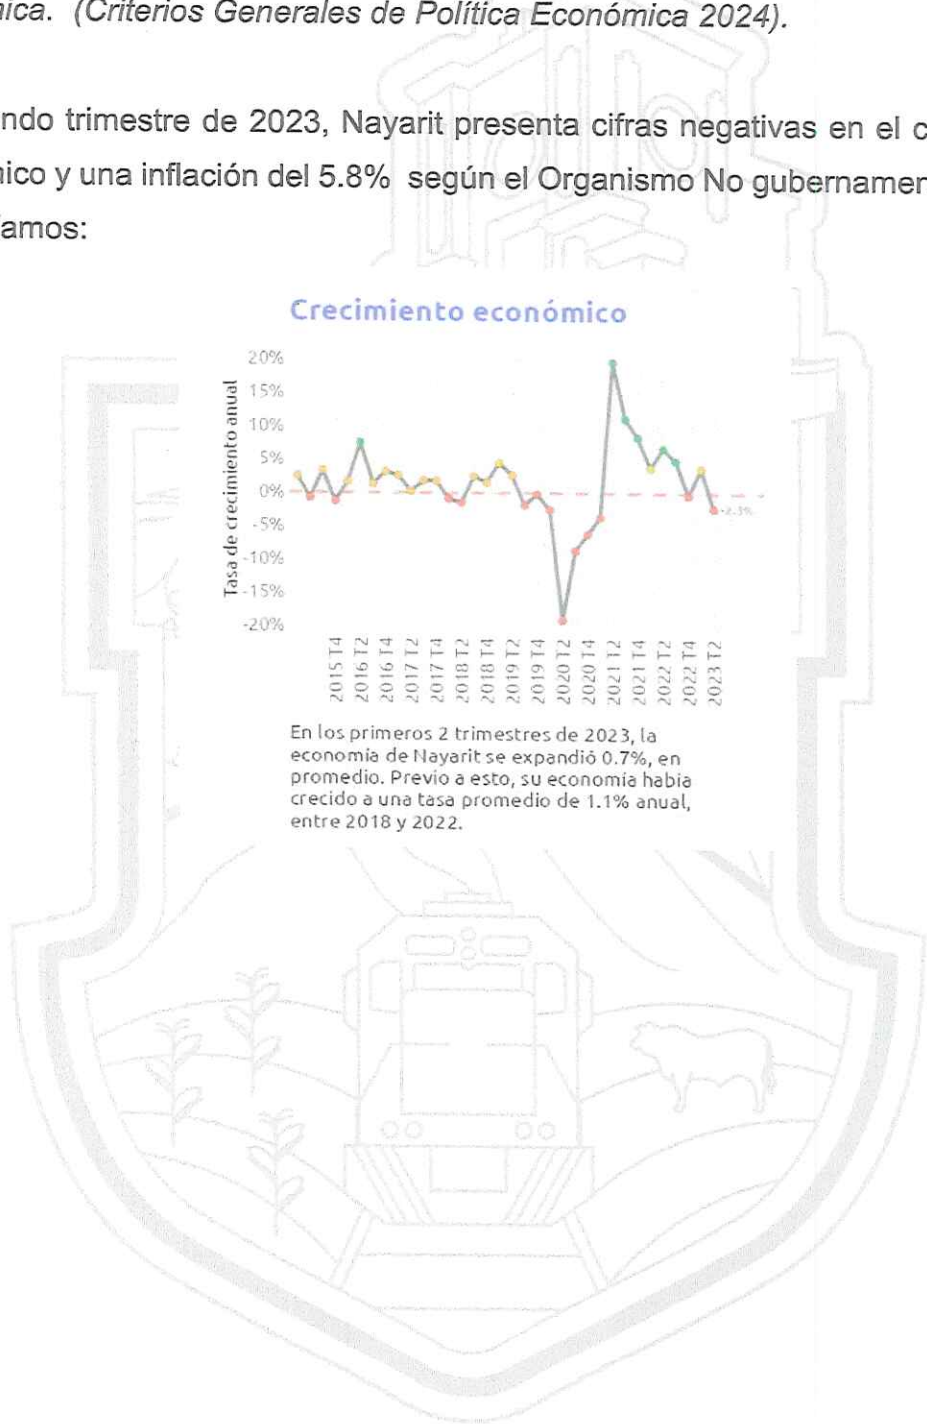 nica. (Criterios Generales de Política Económica 2024).
ndo trimestre de 2023, Nayarit presenta cifras negativas en el c
nico y una inflación del 5.8% según el Organismo No gubernamen
amos:
Crecimiento económico
Tasa de crecimiento anual
20%
15%
10%
5%
0%
-5%
-10%
-15%
-20%
-2.3%
2015 T4
2016 T2
2016 T4
2017 T2
2017 T4
2018 T2
2018 T4
2019 T2
2019 T4
2020 T2
2020 T4
2021 T2
2021 T4
2022 T2
2022 T4
2023 T2
En los primeros 2 trimestres de 2023, la
economía de Nayarit se expandió 0.7%, en
promedio. Previo a esto, su economía había
crecido a una tasa promedio de 1.1% anual,
entre 2018 y 2022.